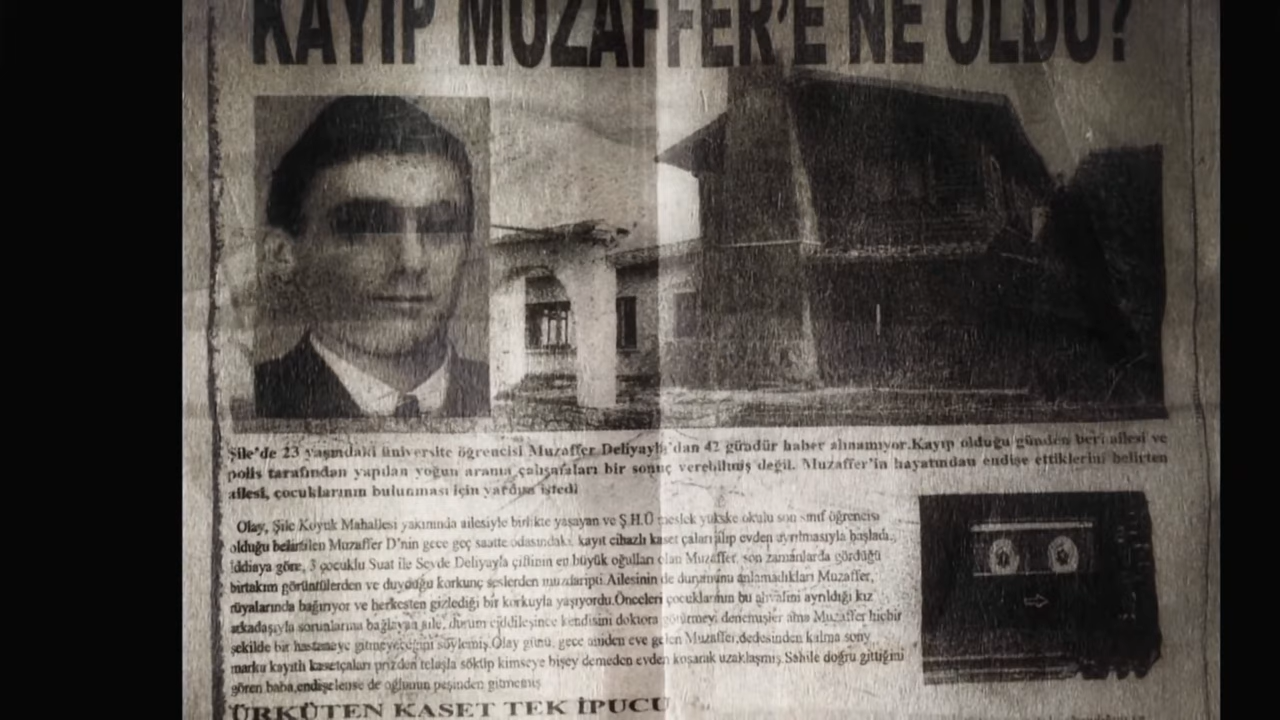 KAYIP MUZAFFER'E NE OLDU?
Şile'de 23 yaşındaki üniversite öğrencisi Muzaffer Deliyayla'dan 42 gündür haber alınamıyor.Kayıp olduğu günden beri ailesi ve
polis tarafından yapılan yoğun arama çalışmaları bir sonuç verebilmiş değil. Muzaffer'in hayatından endişe ettiklerini belirten
ailesi, çocuklarının bulunması için yardım istedi
Olay, Şile Koyuk Mahallesi yakınında ailesiyle birlikte yaşayan ve Ş.H.Ü meslek yükske okulu son sınıf öğrencisi
olduğu belirtilen Muzaffer D'nin gece geç saatte odasındaki kayıt cihazlı kaset çaları alıp evden ayrılmasıyla başladı.
İddiaya göre, 3 çocuklu Suat ile Sevde Deliyayla çiftinin en büyük oğulları olan Muzaffer, son zamanlarda gördüğü
birtakım görüntülerden ve duyduğu korkunç seslerden muzdaripti.Ailesinin de durumunu anlamadıkları Muzaffer,
rüyalarında bağırıyor ve herkesten gizlediği bir korkuyla yaşıyordu.Önceleri çocuklarının bu ahvalini ayrıldığı kız
arkadaşıyla sorunlarına bağlayan aile, durum ciddileşince kendisini doktora götürmeyi denemişler ama Muzaffer hiçbir
şekilde bir hastaneye gitmeyeceğini söylemiş.Olay günü, gece aniden eve gelen Muzaffer,dedesinden kalma sony
marka kayıtlı kasetçaları prizden telaşla söküp kimseye bişey demeden evden koşarak uzaklaşmış.Sahile doğru gittiğini
gören baba,endişelense de oğlunun peşinden gitmemiş
ÜRKÜTEN KASET TEK İPUCU